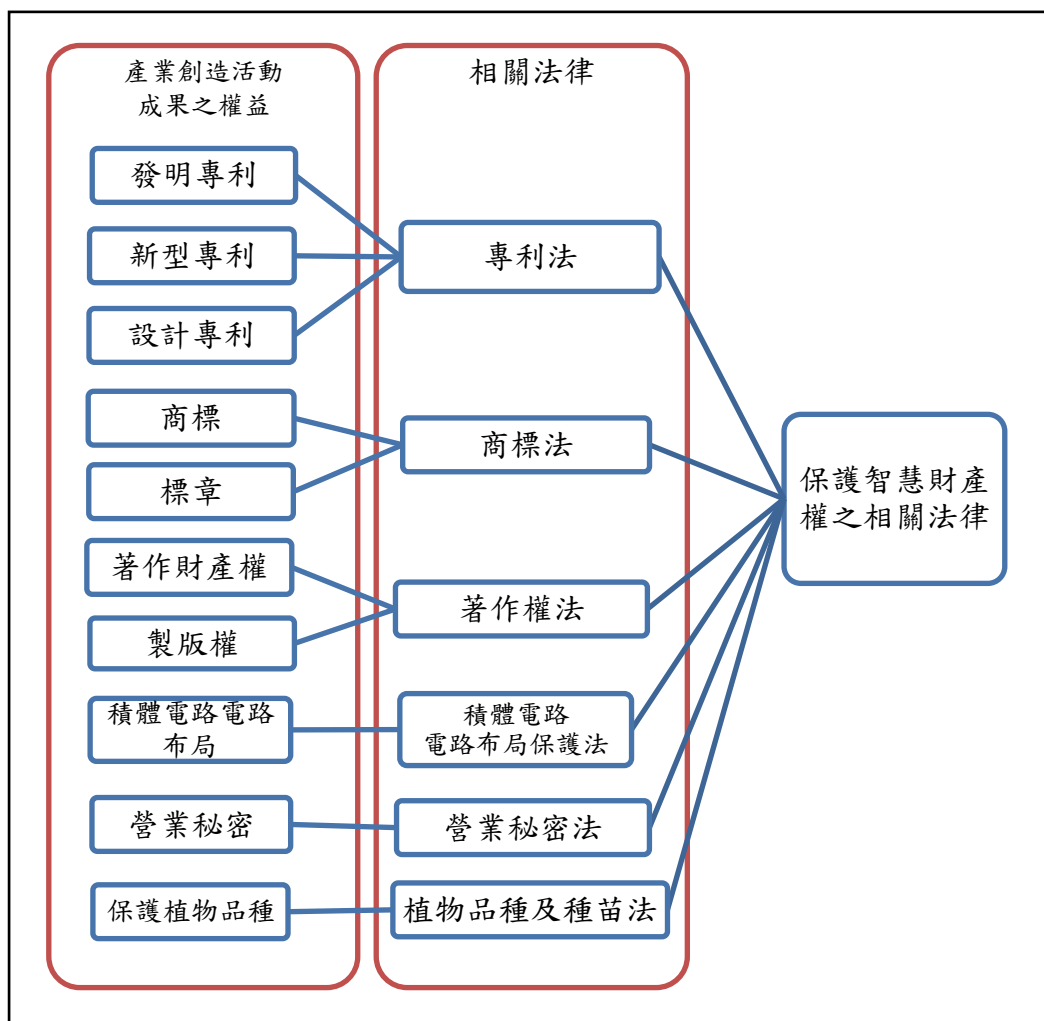 產業創造活動
成果之權益
發明專利
新型專利
設計專利
商標
標章
著作財產權
製版權
積體電路電路
布局
營業秘密
保護植物品種
相關法律
專利法
商標法
著作權法
積體電路
電路布局保護法
營業秘密法
植物品種及種苗法
保護智慧財產
權之相關法律